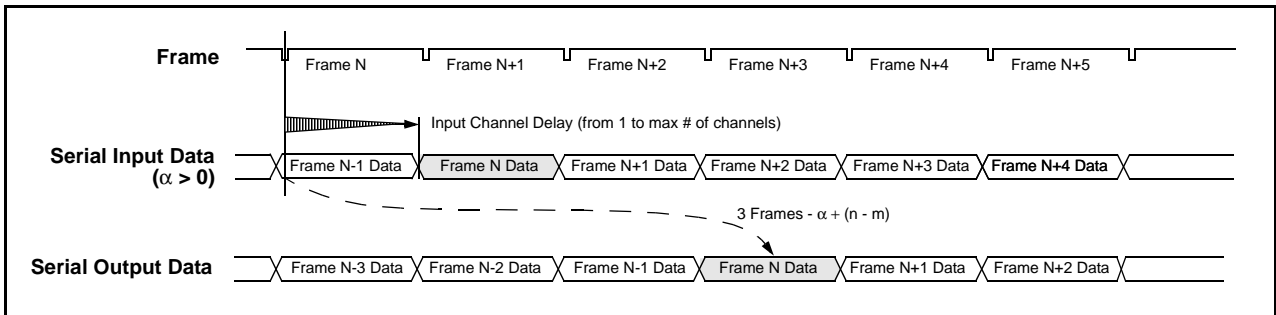 Frame
Frame N Frame N+1 Frame N+2 Frame N+3 Frame N+4 Frame N+5
Input Channel Delay (from 1 to max # of channels)
Serial Input Data
(α > 0)
Frame N-1 Data Frame N Data Frame N+1 Data Frame N+2 Data Frame N+3 Data Frame N+4 Data
3 Frames - α + (n - m)
Serial Output Data
Frame N-3 Data Frame N-2 Data Frame N-1 Data Frame N Data Frame N+1 Data Frame N+2 Data